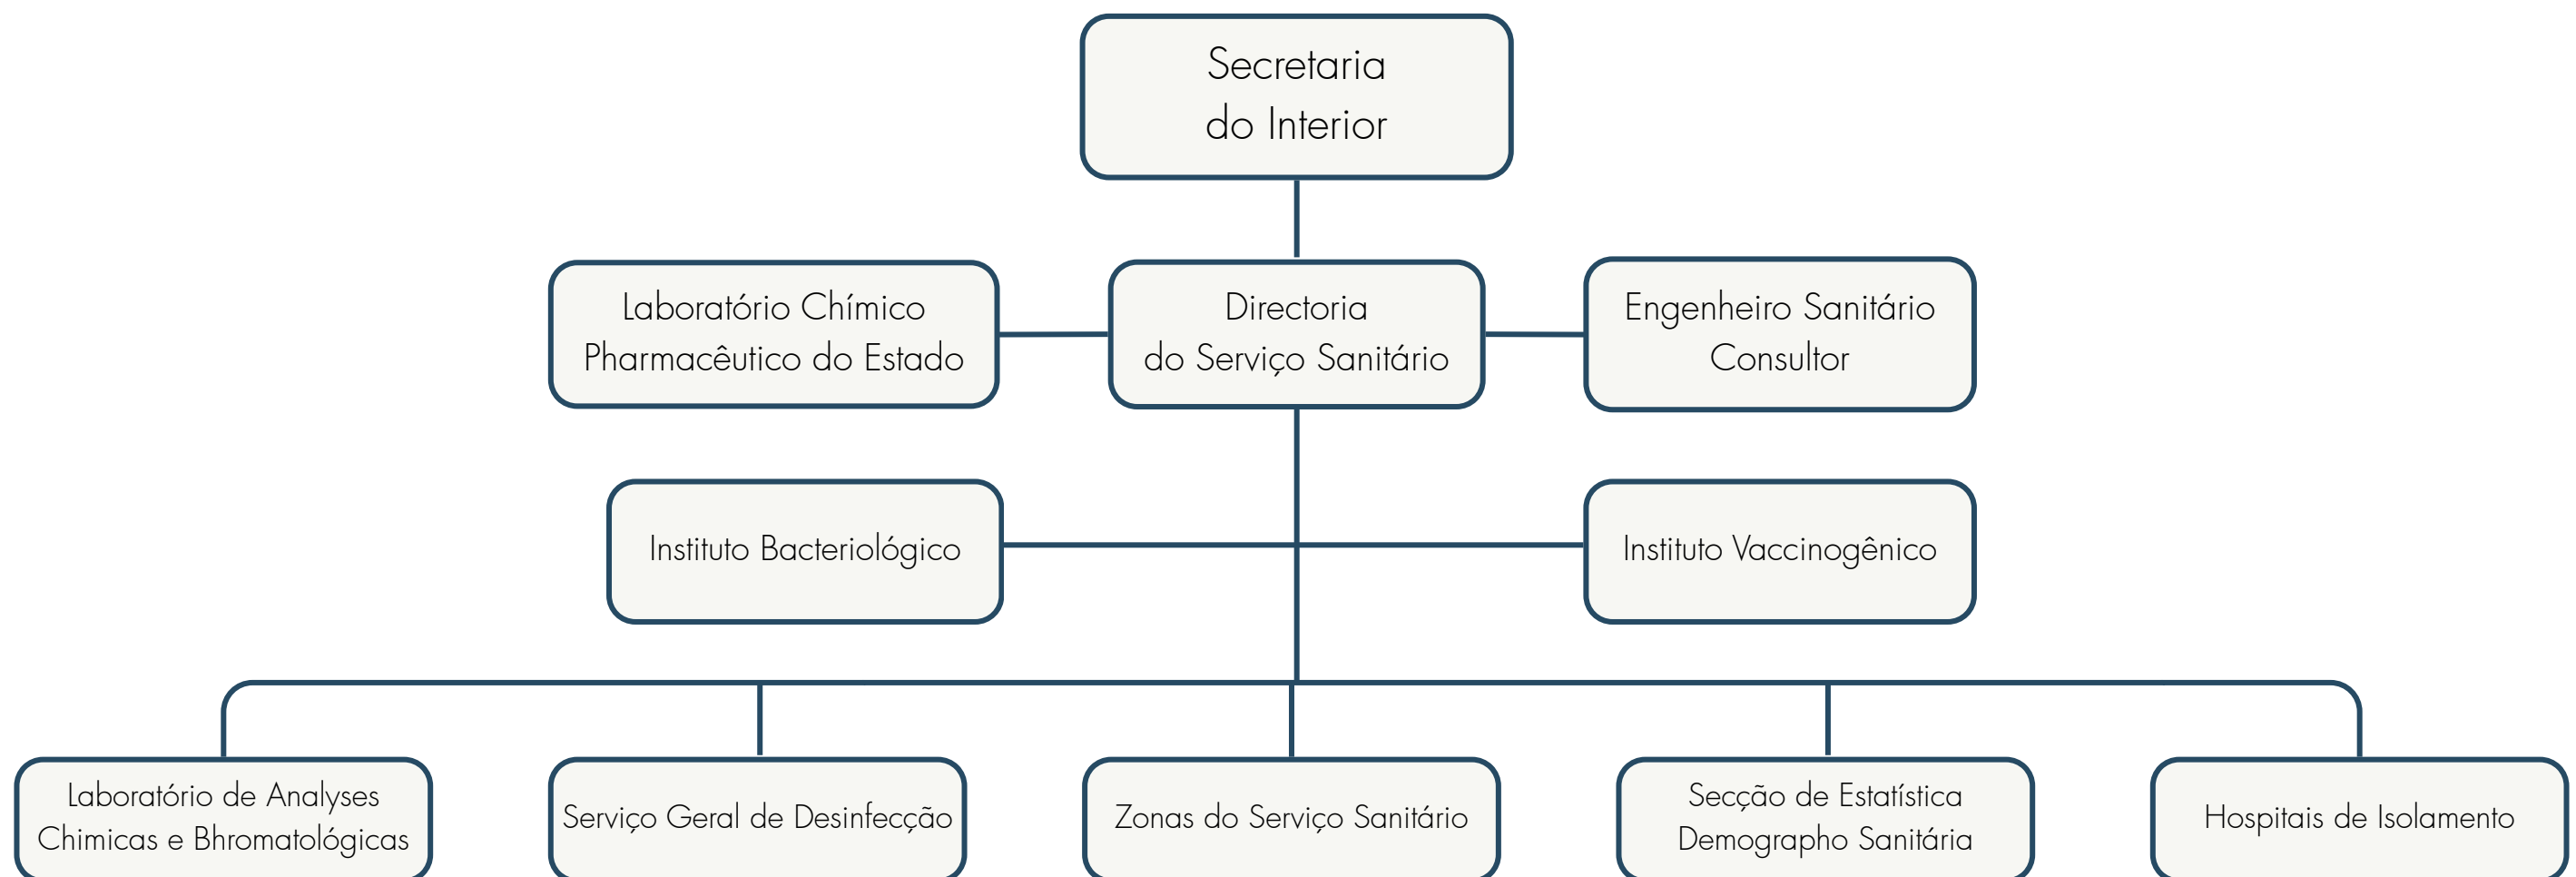 Secretaria
do Interior
Laboratório Chímico
Pharmacêutico do Estado
Directoria
do Serviço Sanitário
Engenheiro Sanitário
Consultor
Instituto Bacteriológico
Instituto Vaccinogênico
Laboratório de Analyses
Chimicas e Bhromatológicas
Serviço Geral de Desinfecção
Zonas do Serviço Sanitário
Secção de Estatística
Demographo Sanitária
Hospitais de Isolamento